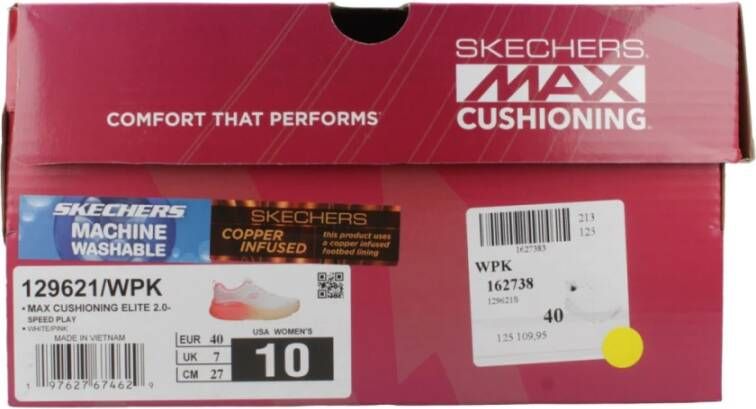 SKECHERS.
MAX
CUSHIONING.
COMFORT THAT PERFORMS
SKECHERS
MACHINE
WASHABLE
SKECHERS
COPPER
INFUSED
this product uses
a copper infused
footbed lining
129621/WPK
• MAX CUSHIONING ELITE 2.0-
SPEED PLAY
• WHITE/PINK
MADE IN VIETNAM
1 97627 67462 9
EUR 40
UK 7
CM 27
USA WOMEN'S
10
213
125
1627383
WPK
162738
129621S
40
125 109,95